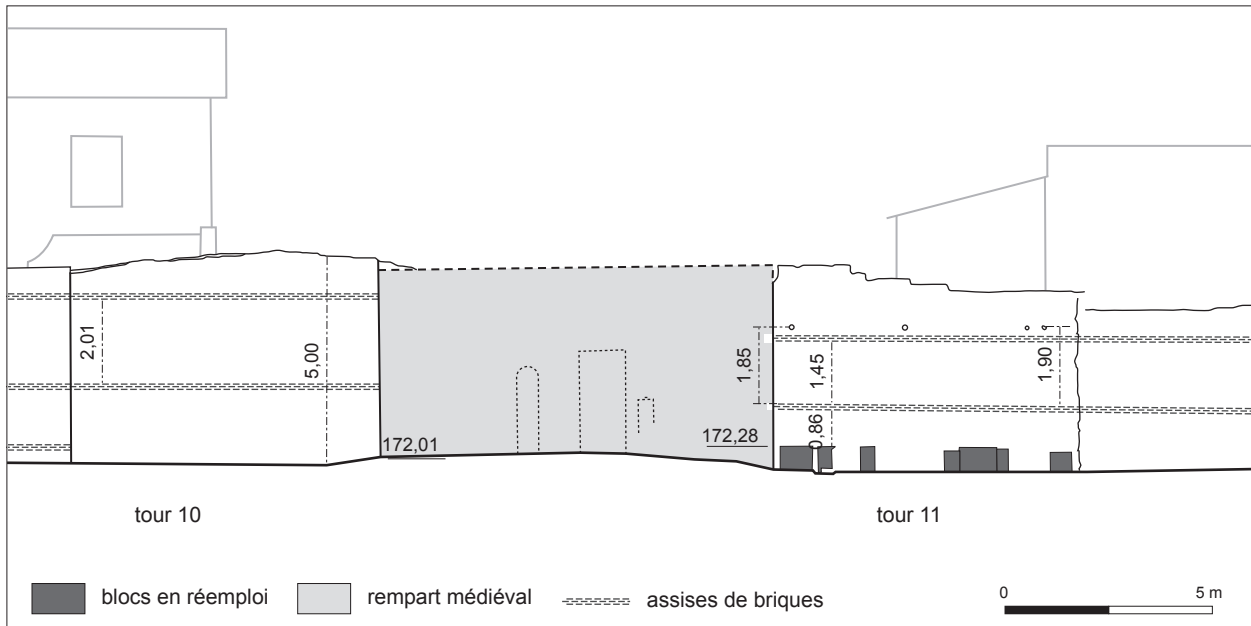 2,01
5,00
172,01
172,28
1,85
1,45
0,86
1,90
tour 10
tour 11
blocs en réemploi
rempart médiéval
assises de briques
0
5 m